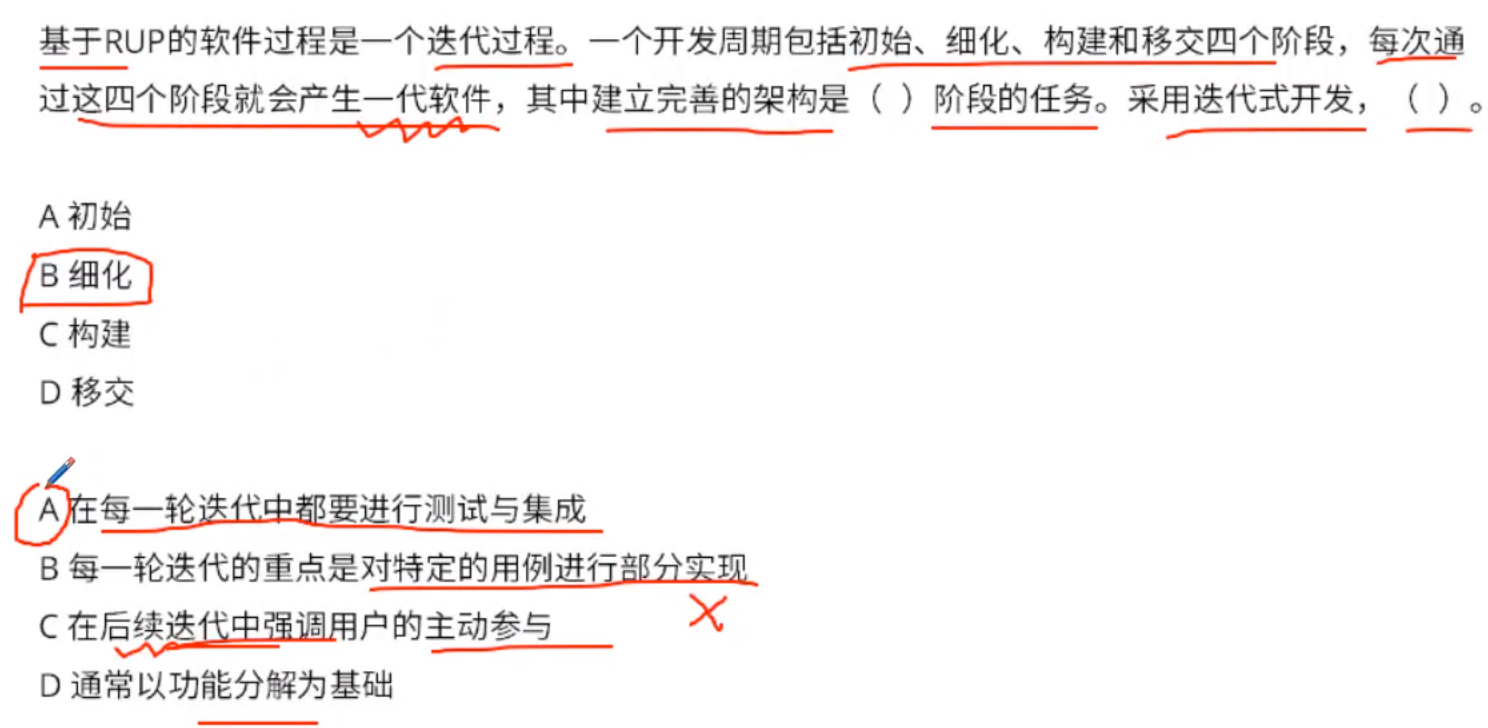 基于RUP的软件过程是一个迭代过程。一个开发周期包括初始、细化、构建和移交四个阶段，每次通
过这四个阶段就会产生一代软件，其中建立完善的架构是（ ）阶段的任务。采用迭代式开发，（ ）。
A 初始
B 细化
C 构建
D 移交
A 在每一轮迭代中都要进行测试与集成
B 每一轮迭代的重点是对特定的用例进行部分实现
C 在后续迭代中强调用户的主动参与
D 通常以功能分解为基础